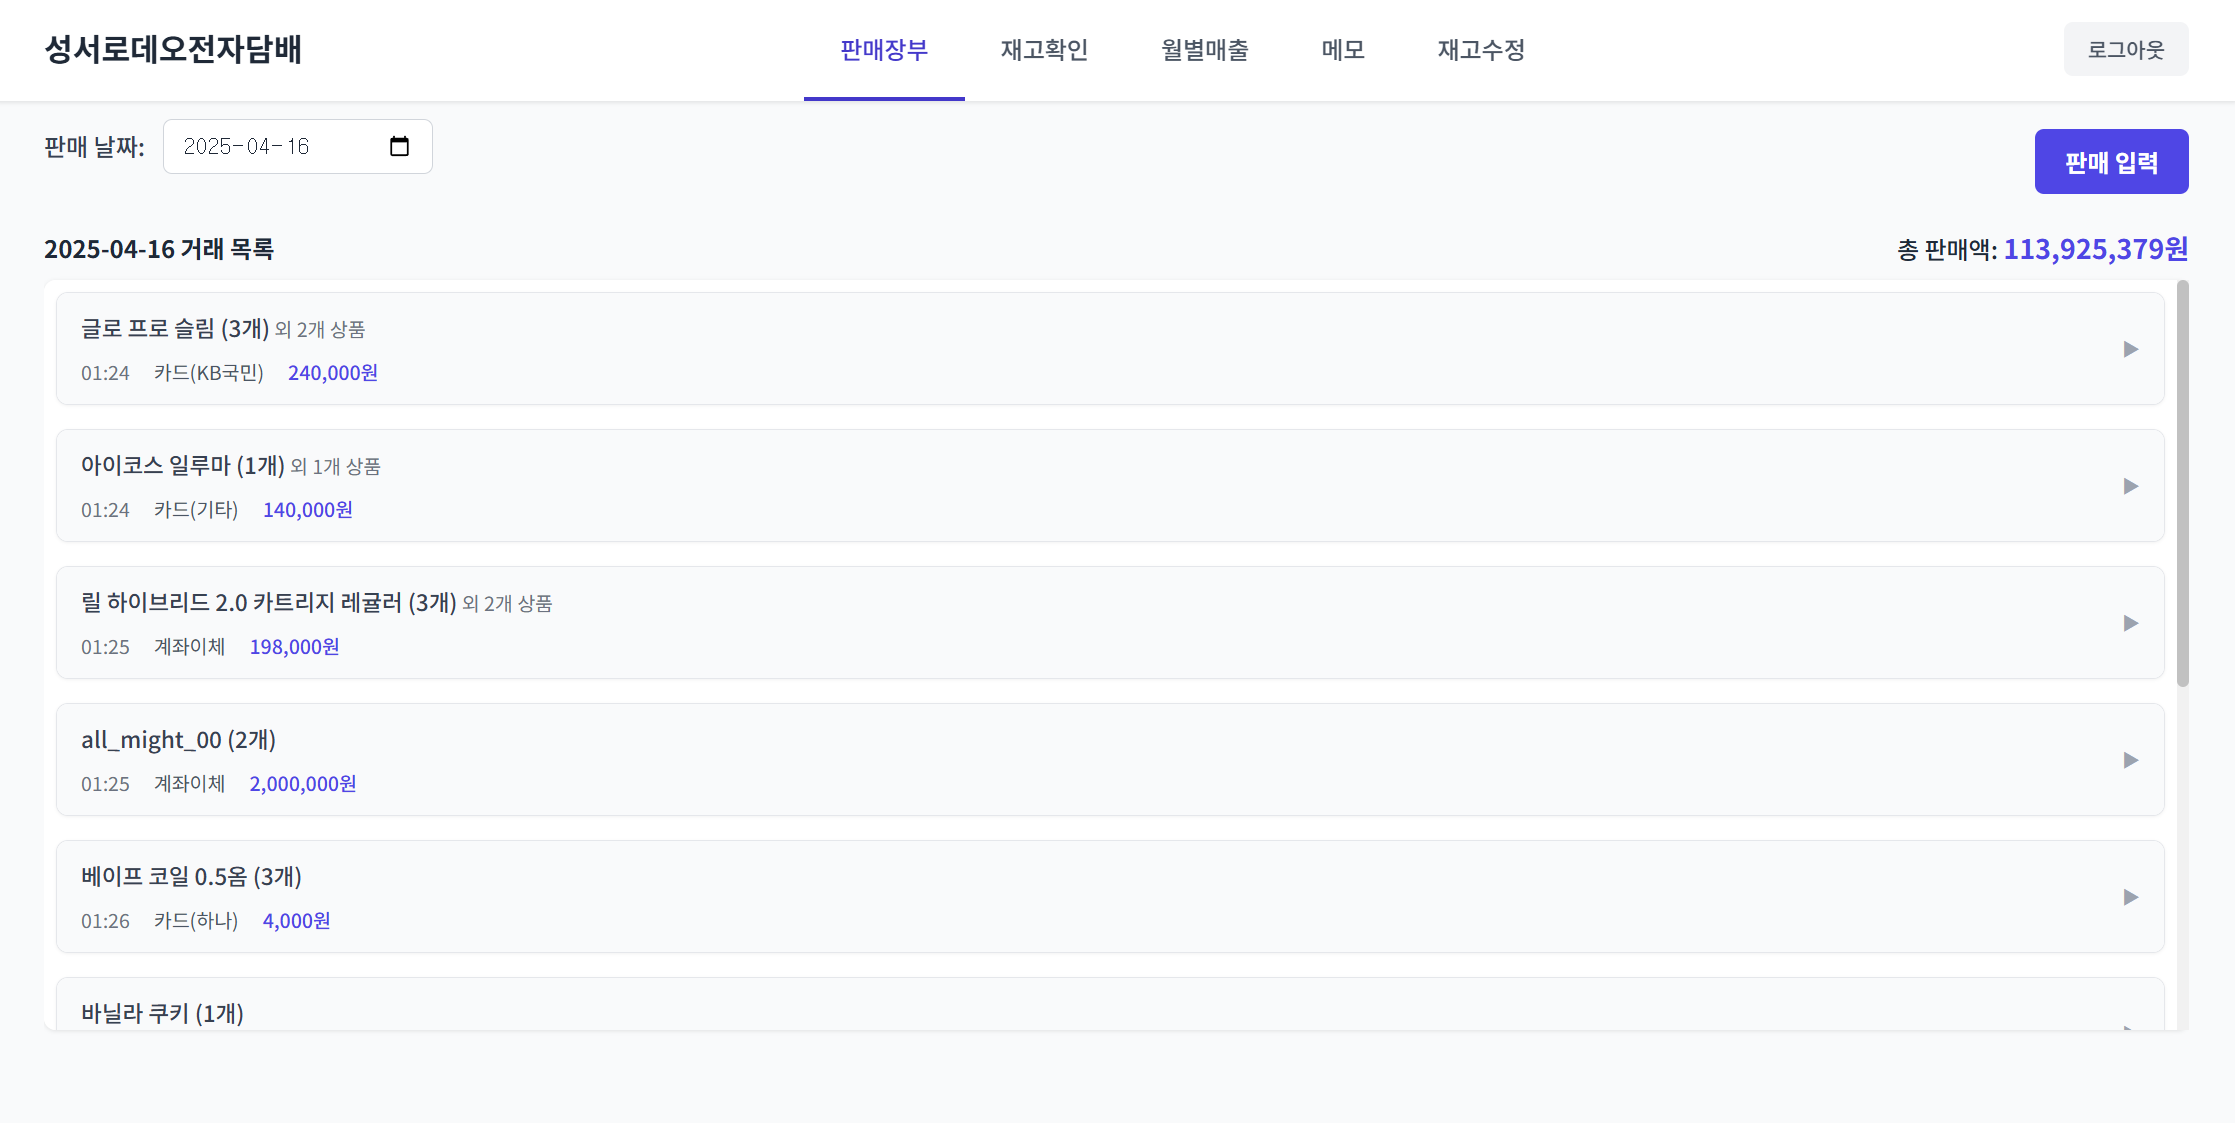 성서로데오전자담배
판매장부 재고확인 월별매출 메모 재고수정
로그아웃
판매 날짜: 2025-04-16
판매 입력
2025-04-16 거래 목록
총 판매액: 113,925,379원
글로 프로 슬림 (3개) 외 2개 상품
01:24 카드(KB국민) 240,000원
아이코스 일루마 (1개) 외 1개 상품
01:24 카드(기타) 140,000원
릴 하이브리드 2.0 카트리지 레귤러 (3개) 외 2개 상품
01:25 계좌이체 198,000원
all_might_00 (2개)
01:25 계좌이체 2,000,000원
베이프 코일 0.5옴 (3개)
01:26 카드(하나) 4,000원
바닐라 쿠키 (1개)